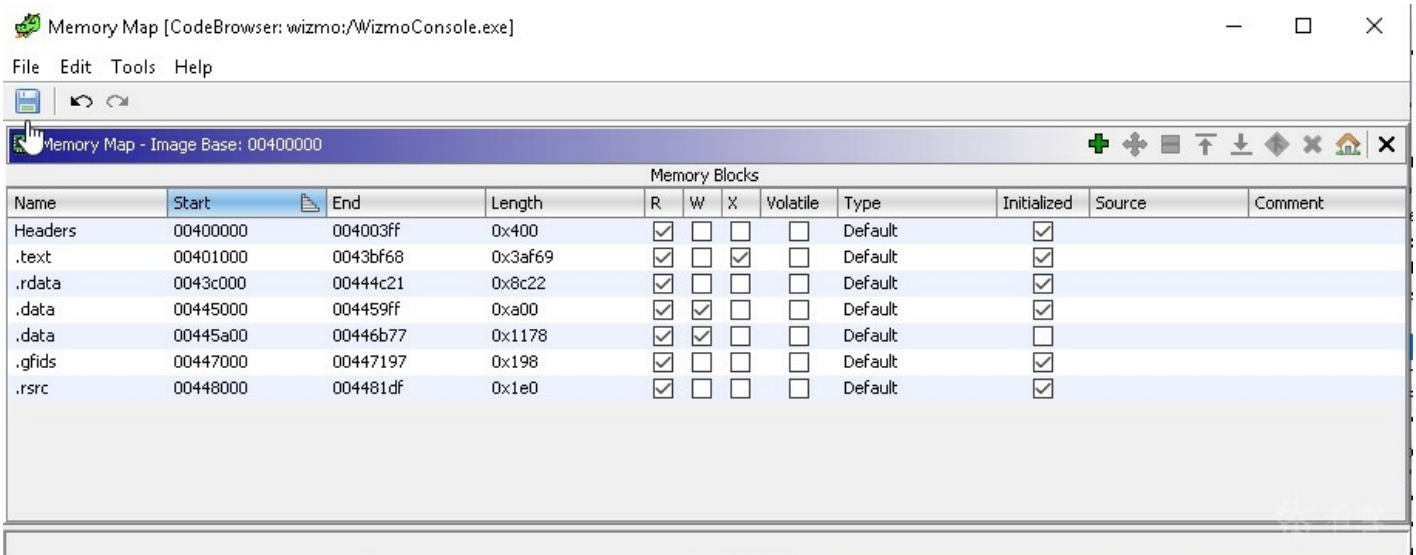 Memory Map [CodeBrowser: wizmo:/WizmoConsole.exe]
File Edit Tools Help
Memory Map - Image Base: 00400000
Memory Blocks
Name Start End Length R W X Volatile Type Initialized Source Comment
Headers 00400000 004003ff 0x400 Default
.text 00401000 0043bf68 0x3af69 Default
.rdata 0043c000 00444c21 0x8c22 Default
.data 00445000 004459ff 0xa00 Default
.data 00445a00 00446b77 0x1178 Default
.gfids 00447000 00447197 0x198 Default
.rsrc 00448000 004481df 0x1e0 Default